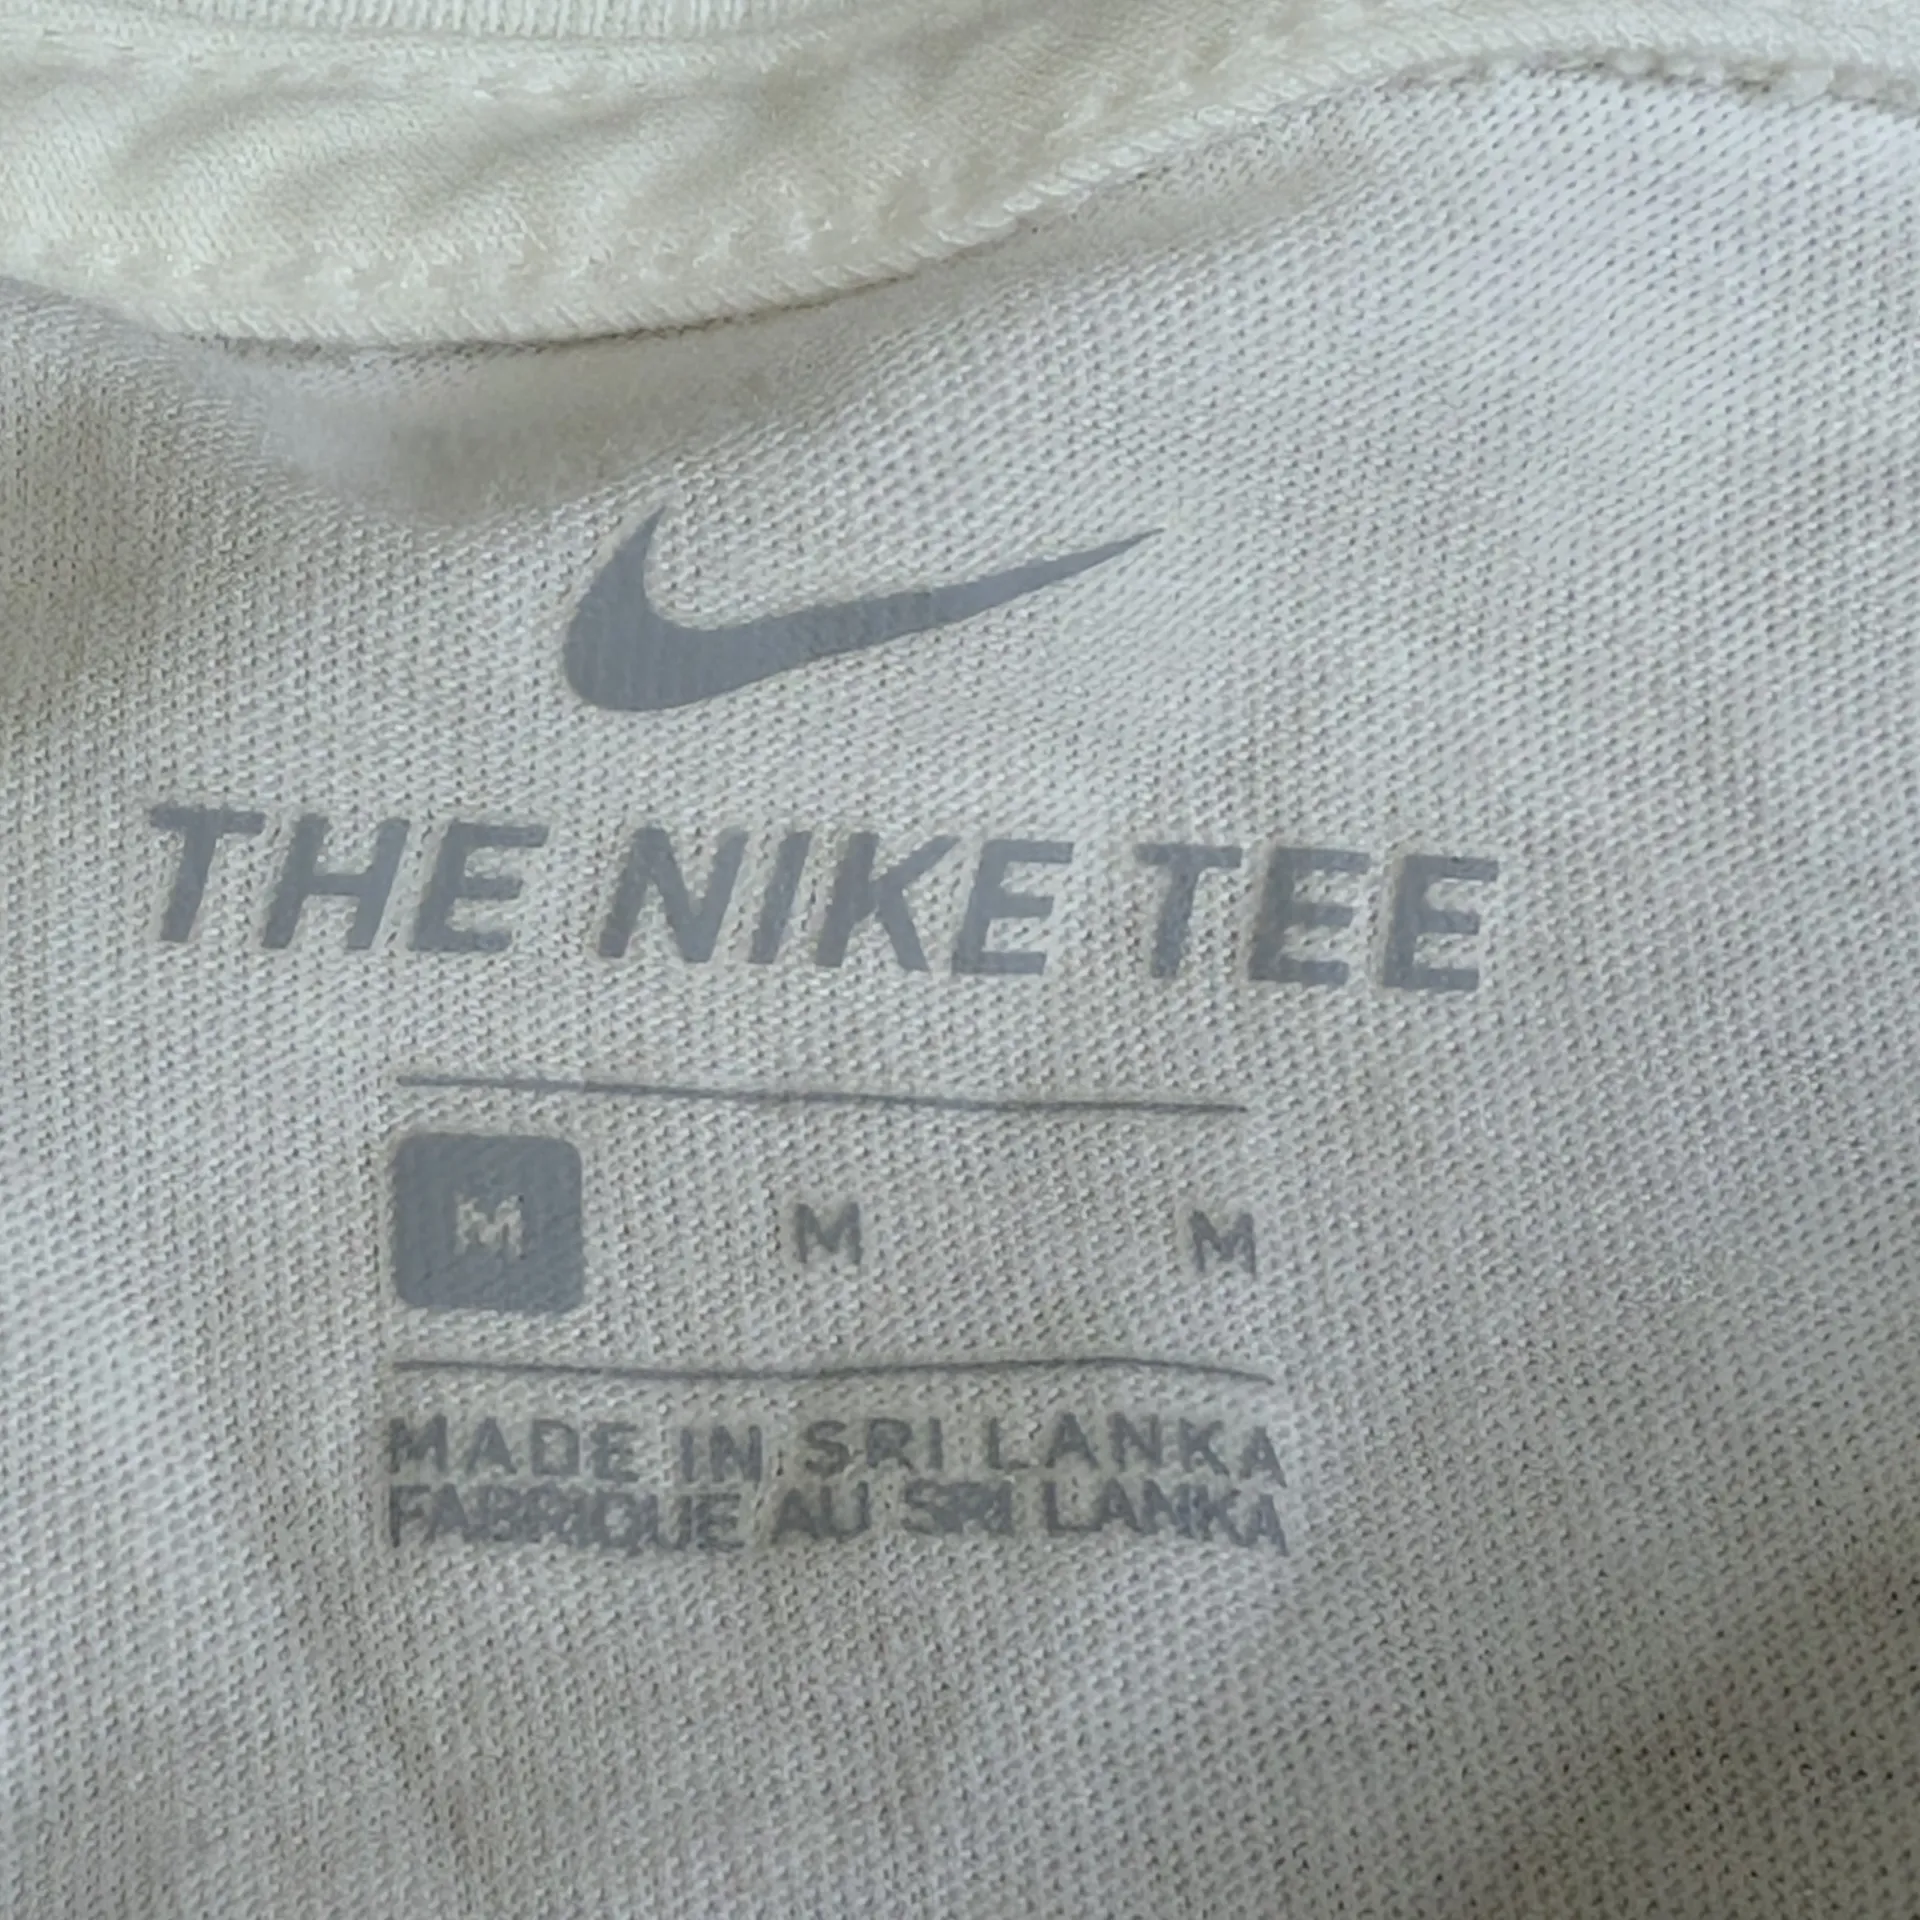 THE NIKE TEE
M M M
MADE IN SRI LANKA
FABRIQUE AU SRI LANKA